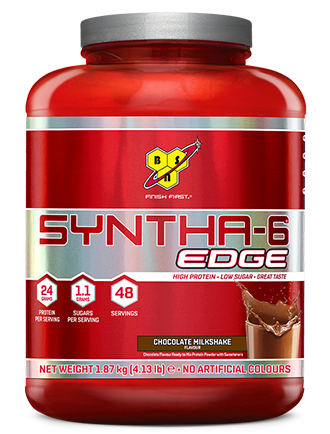 BSN
FINISH FIRST.
SYNTHA-6
EDGE
HIGH PROTEIN • LOW SUGAR • GREAT TASTE
24
GRAMS
PROTEIN
PER SERVING
1.1
GRAMS
SUGARS
PER SERVING
48
SERVINGS
CHOCOLATE MILKSHAKE
FLAVOUR
Chocolate Flavour Ready to Mix Protein Powder with Sweeteners
NET WEIGHT 1.87 kg (4.13 lb) ℮ • NO ARTIFICIAL COLOURS